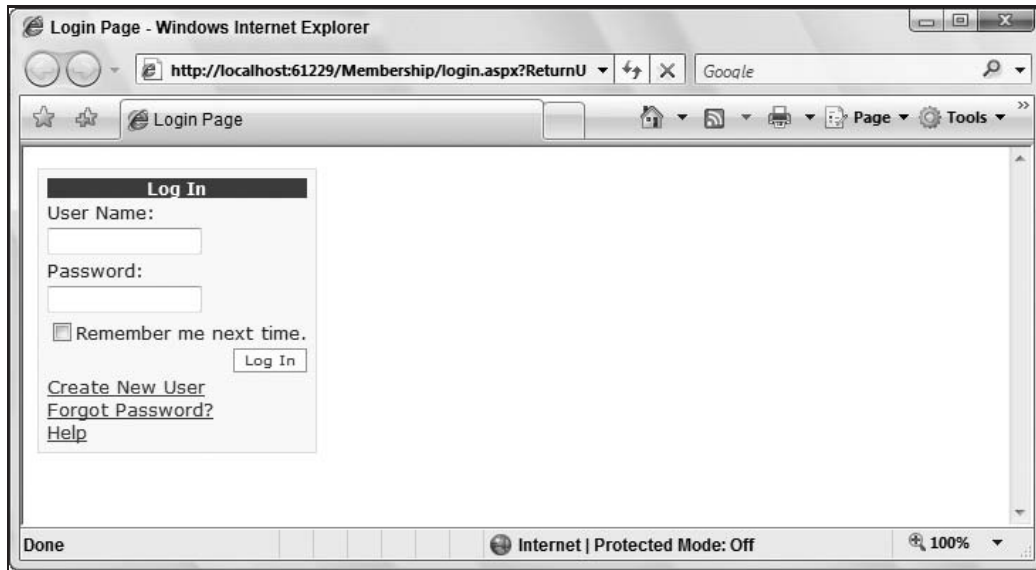 Login Page - Windows Internet Explorer
http://localhost:61229/Membership/login.aspx?ReturnU
Google
Login Page
Page
Tools
Log In
User Name:
Password:
Remember me next time.
Log In
Create New User
Forgot Password?
Help
Done
Internet | Protected Mode: Off
100%